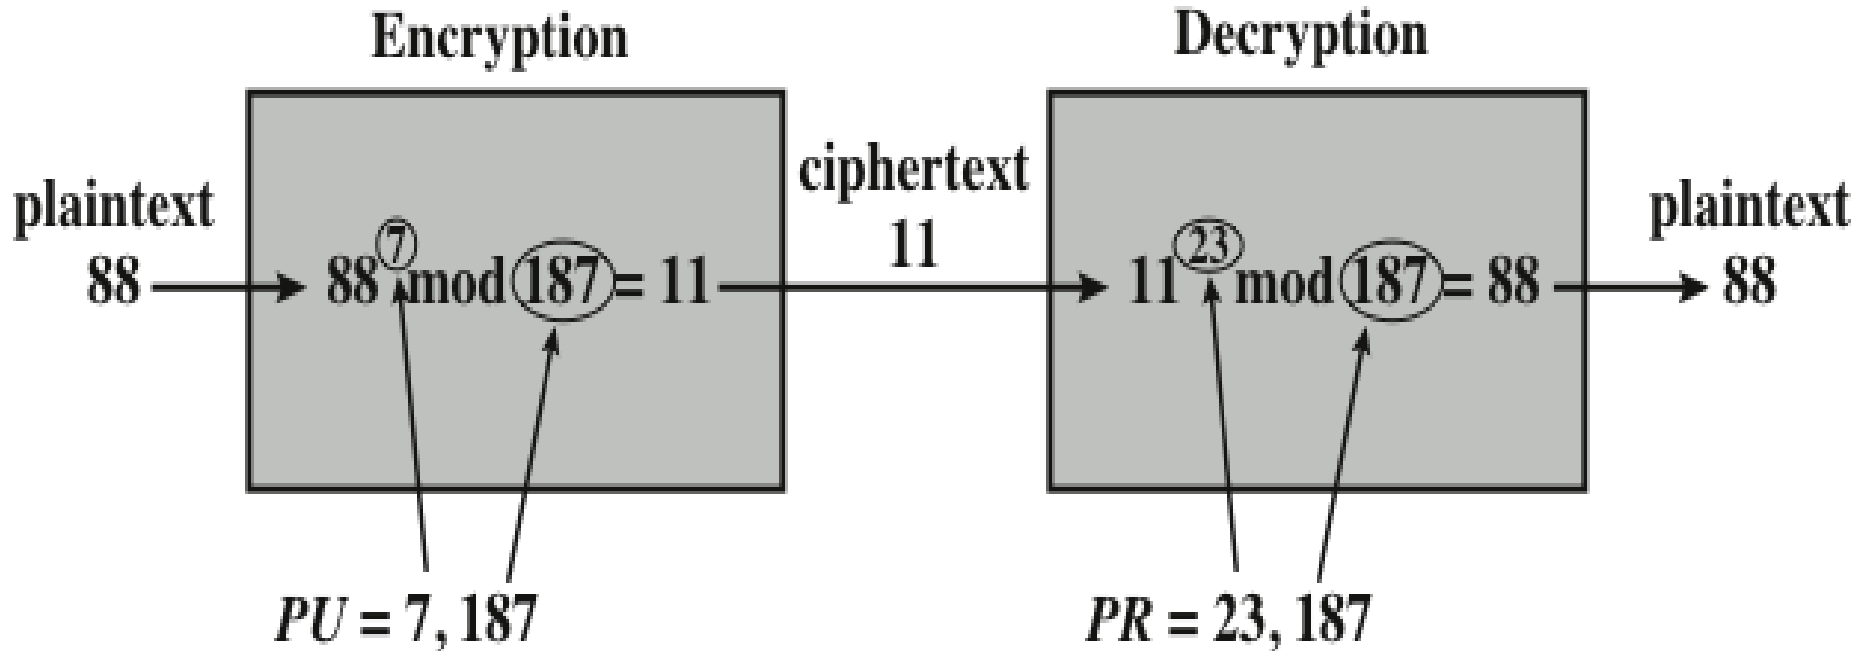 Encryption
Decryption
plaintext
88
88^7 mod 187 = 11
ciphertext
11
11^23 mod 187 = 88
plaintext
88
PU = 7, 187
PR = 23, 187